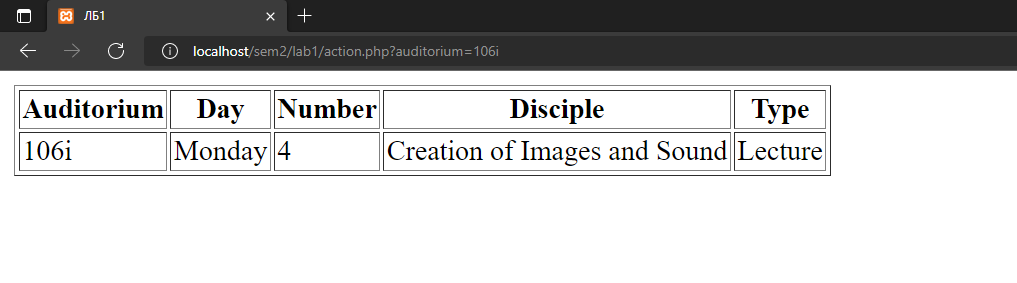 ЛБ1
localhost/sem2/lab1/action.php?auditorium=106i
Auditorium Day Number Disciple Type
106i Monday 4 Creation of Images and Sound Lecture